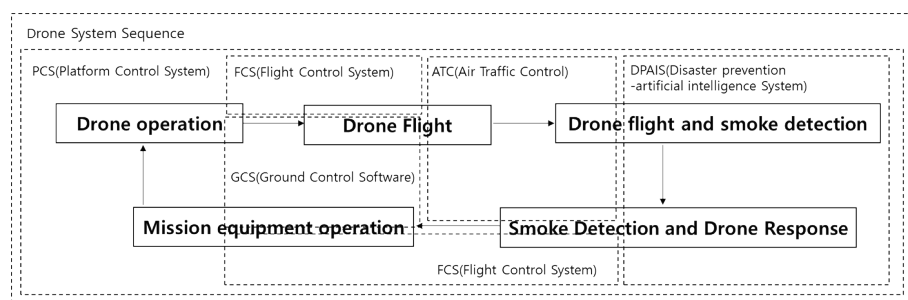 Drone System Sequence
PCS(Platform Control System)
FCS(Flight Control System)
ATC(Air Traffic Control)
DPAIS(Disaster prevention
-artificial intelligence System)
Drone operation
Drone Flight
Drone flight and smoke detection
GCS(Ground Control Software)
Mission equipment operation
Smoke Detection and Drone Response
FCS(Flight Control System)